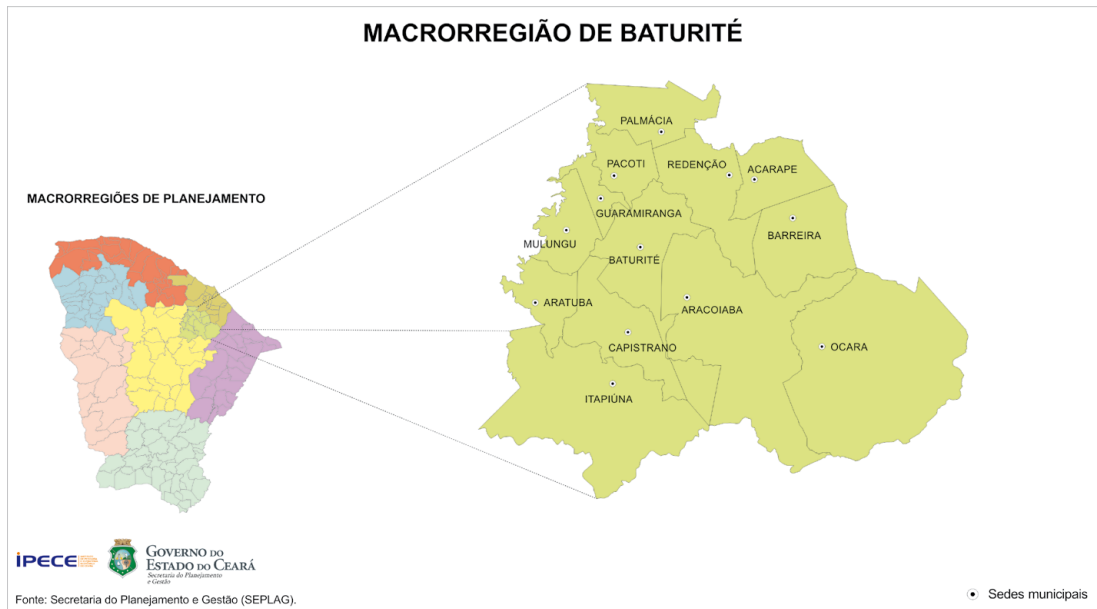 MACRORREGIÃO DE BATURITÉ
MACRORREGIÕES DE PLANEJAMENTO
PALMÁCIA
PACOTI
REDENÇÃO
ACARAPE
GUARAMIRANGA
MULUNGU
BATURITÉ
BARREIRA
ARATUBA
ARACOIABA
CAPISTRANO
OCARA
ITAPIÚNA
IPECE
GOVERNO DO
ESTADO DO CEARÁ
Secretaria do Planejamento
e Gestão
Fonte: Secretaria do Planejamento e Gestão (SEPLAG).
Sedes municipais